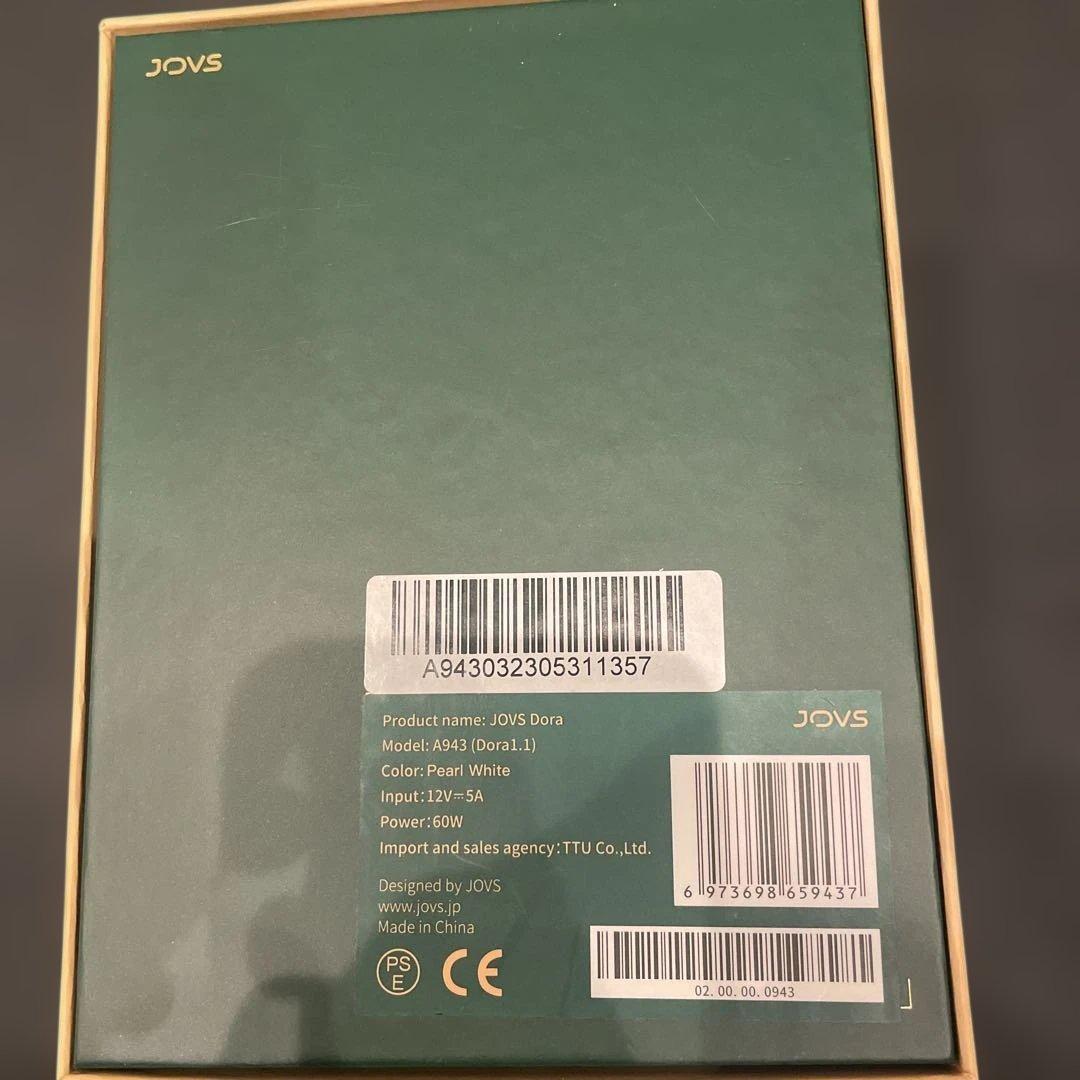 JOVS
A943032305311357
Product name: JOVS Dora
JOVS
Model: A943 (Dora1.1)
Color: Pearl White
Input:12V⎓5A
Power:60W
Import and sales agency:TTU Co.,Ltd.
6 973698 659437
Designed by JOVS
www.jovs.jp
Made in China
PS
E
CE
02. 00. 00. 0943